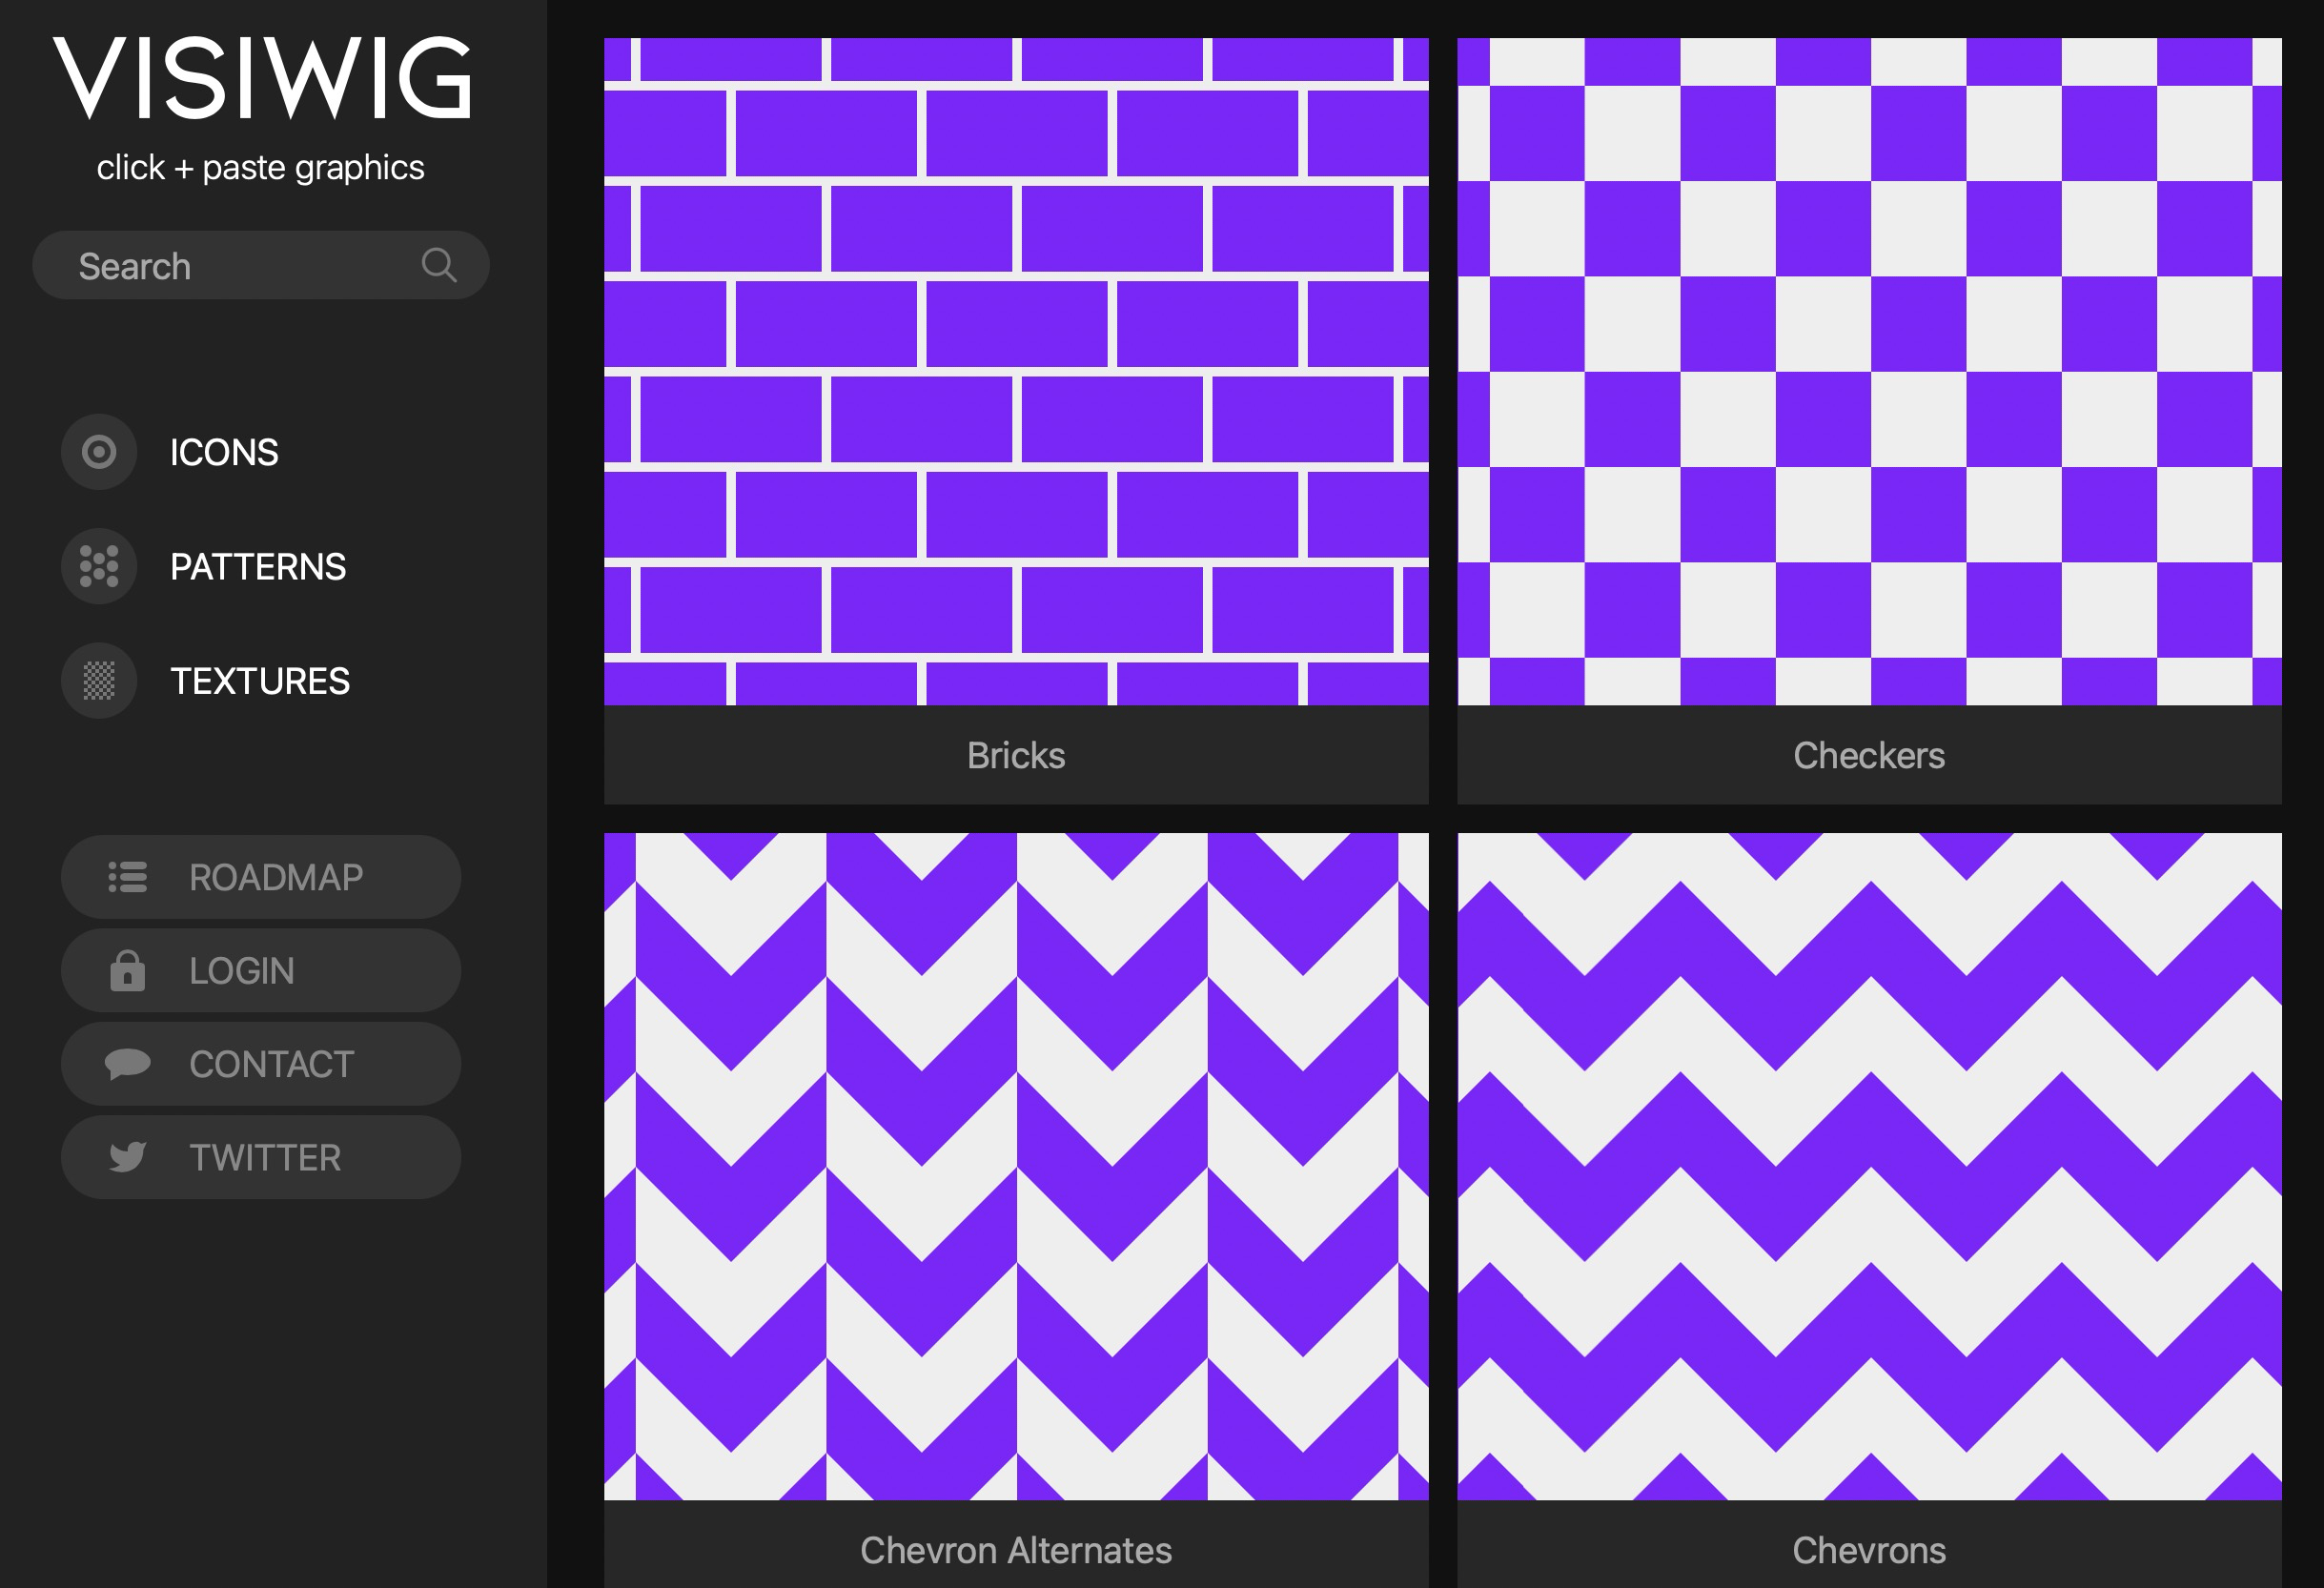 VISIWIG
click + paste graphics
Search
ICONS
PATTERNS
TEXTURES
ROADMAP
LOGIN
CONTACT
TWITTER
Bricks
Checkers
Chevron Alternates
Chevrons